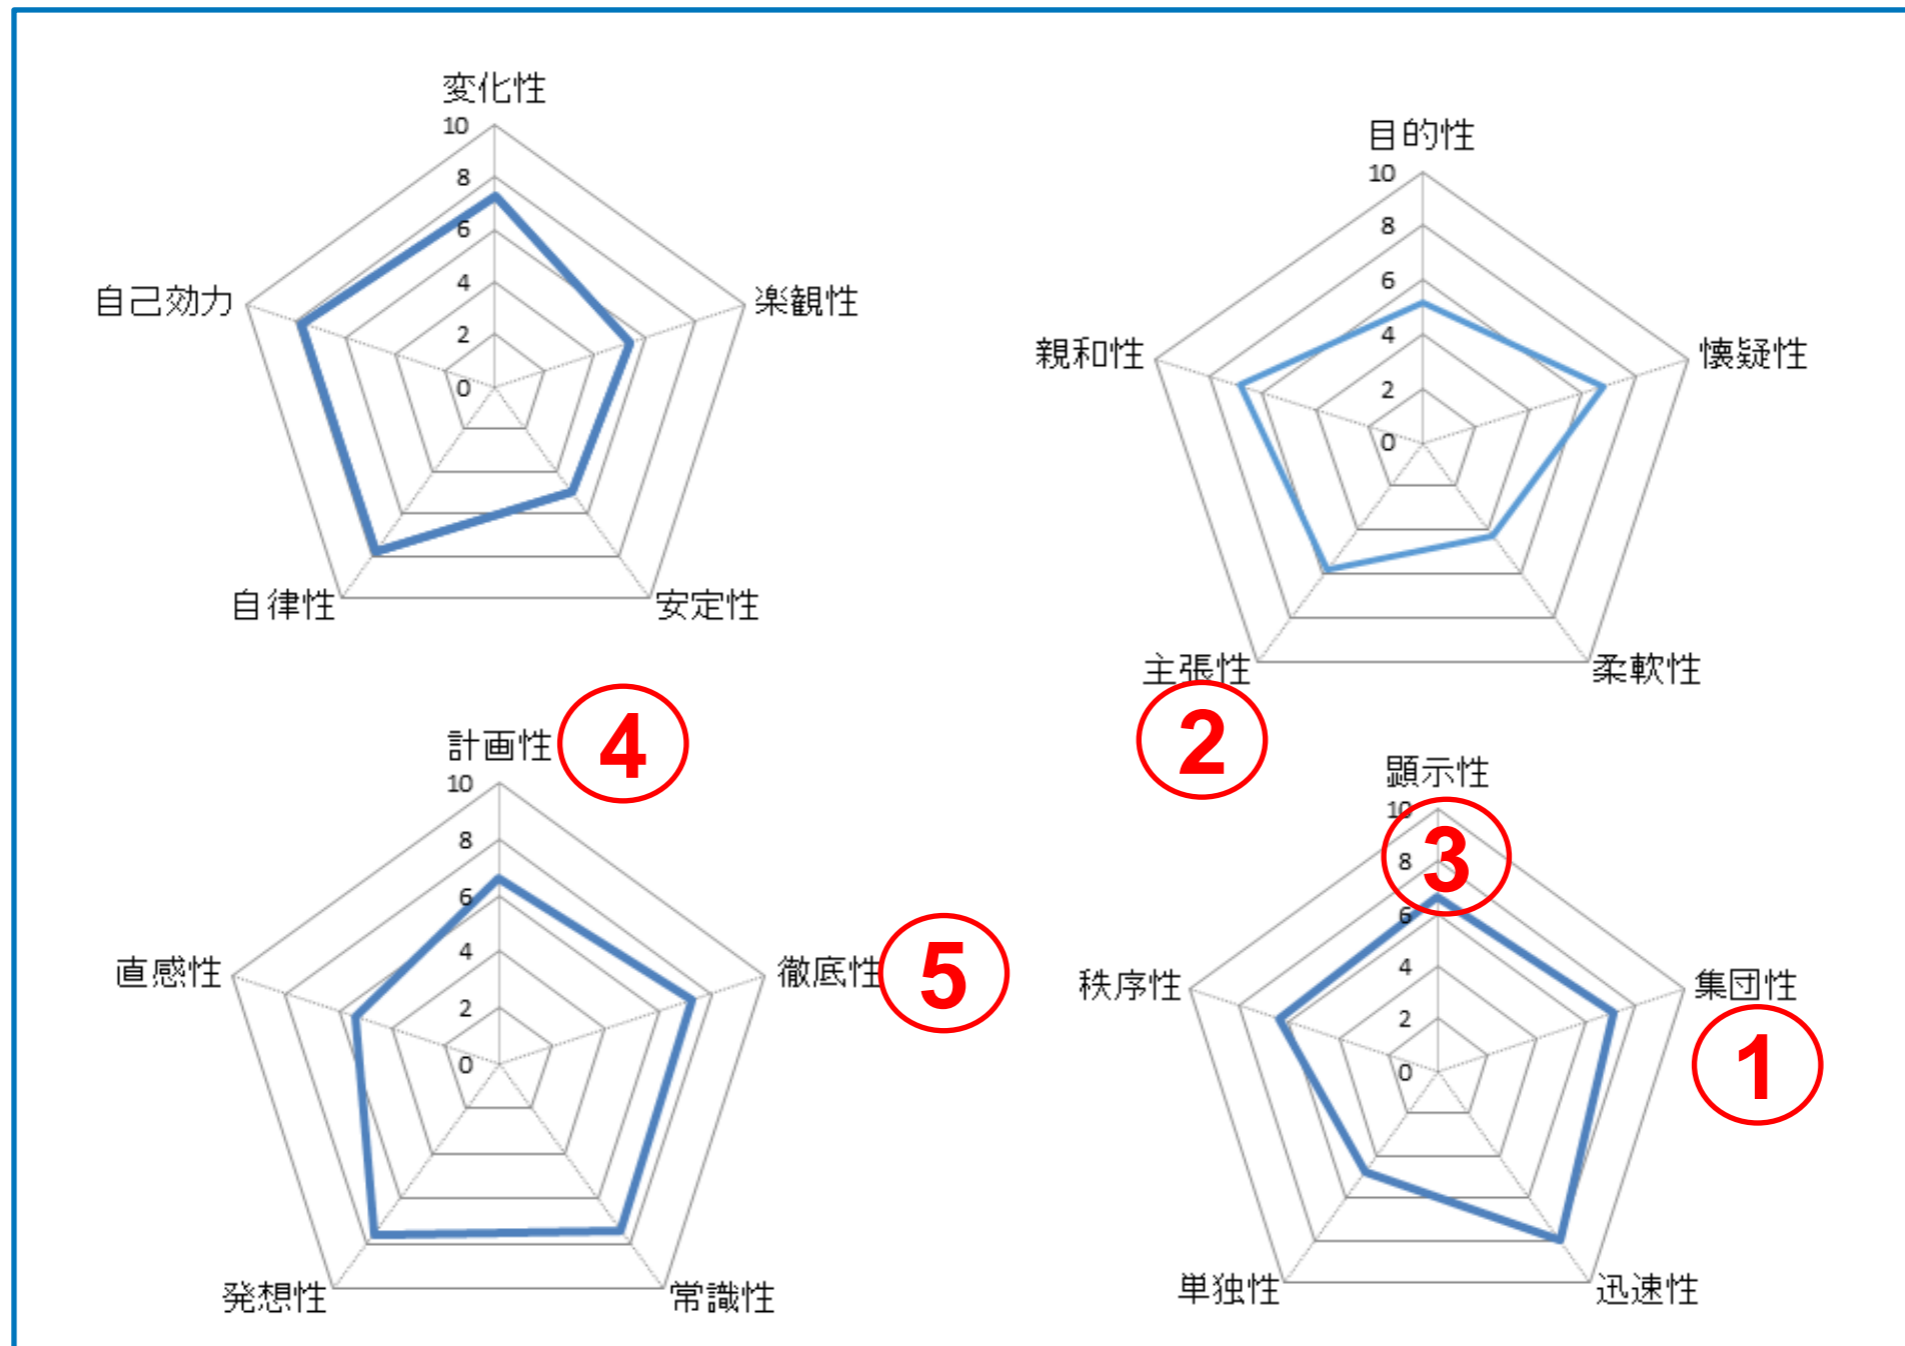 変化性
10
8
6
4
2
0
楽観性
安定性
自律性
自己効力
目的性
10
8
6
4
2
0
懐疑性
柔軟性
主張性
親和性
2
計画性
4
10
8
6
4
2
0
徹底性
5
常識性
発想性
直感性
顕示性
10
3
8
6
4
2
0
集団性
1
迅速性
単独性
秩序性